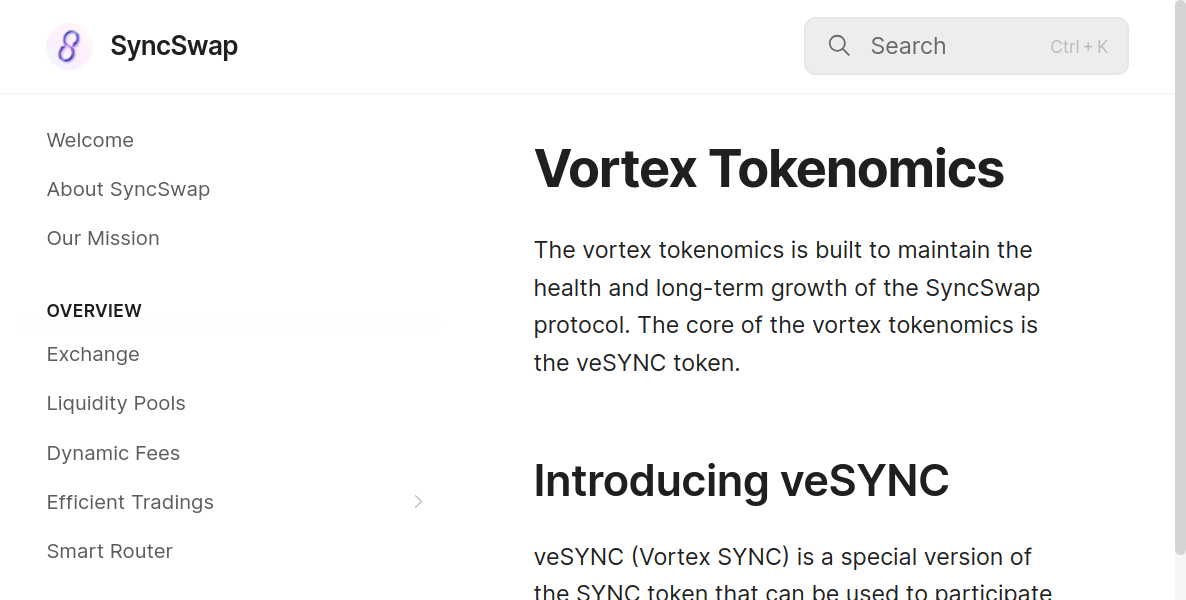 SyncSwap
Search
Ctrl + K
Welcome
About SyncSwap
Our Mission
OVERVIEW
Exchange
Liquidity Pools
Dynamic Fees
Efficient Tradings
Smart Router
Vortex Tokenomics
The vortex tokenomics is built to maintain the
health and long-term growth of the SyncSwap
protocol. The core of the vortex tokenomics is
the veSYNC token.
Introducing veSYNC
veSYNC (Vortex SYNC) is a special version of
the SYNC token that can be used to participate